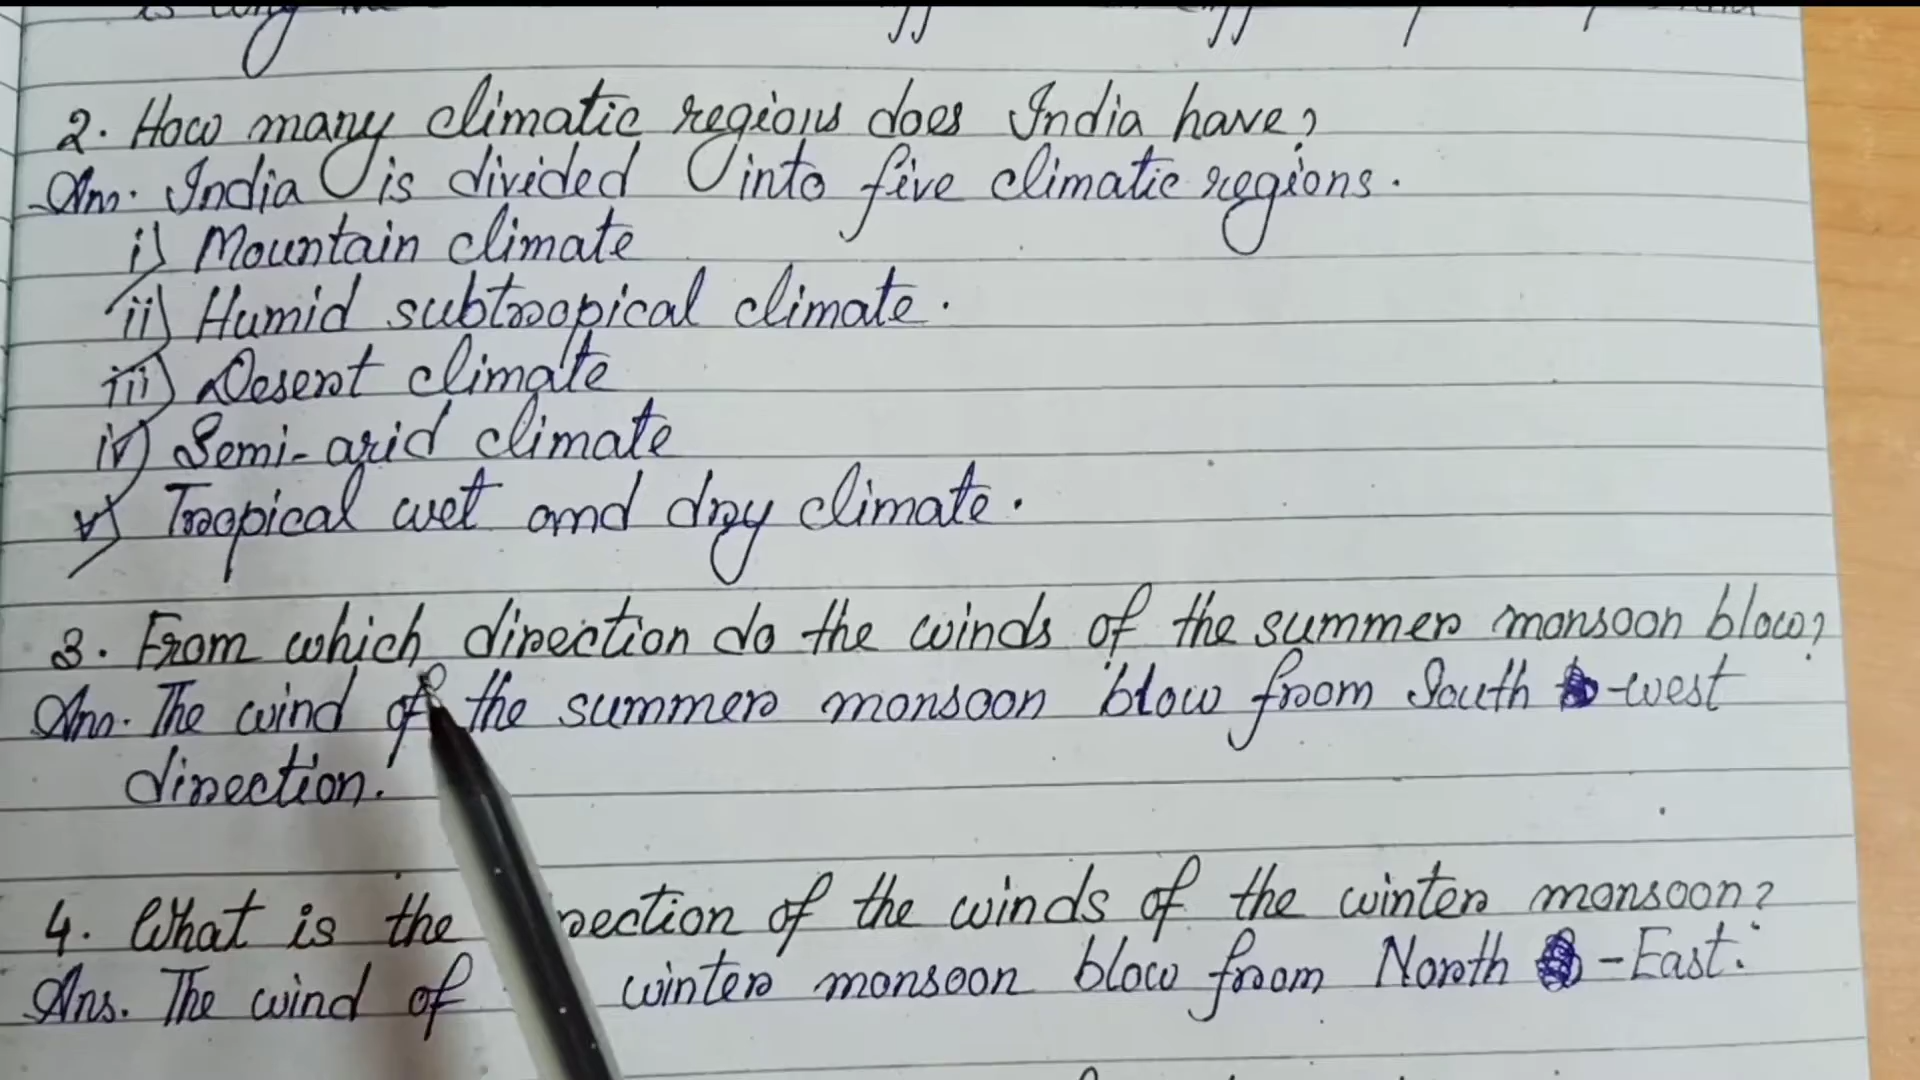 2. How many climatic regions does India have?
Ans. India is divided into five climatic regions.
i) Mountain climate
ii) Humid subtropical climate.
iii) Desert climate
iv) Semi-arid climate
v) Tropical wet and dry climate.
3. From which direction do the winds of the summer monsoon blow?
Ans. The wind of the summer monsoon blow from South -west
direction.
4. What is the rection of the winds of the winter monsoon?
Ans. The wind of winter monsoon blow from North -East.